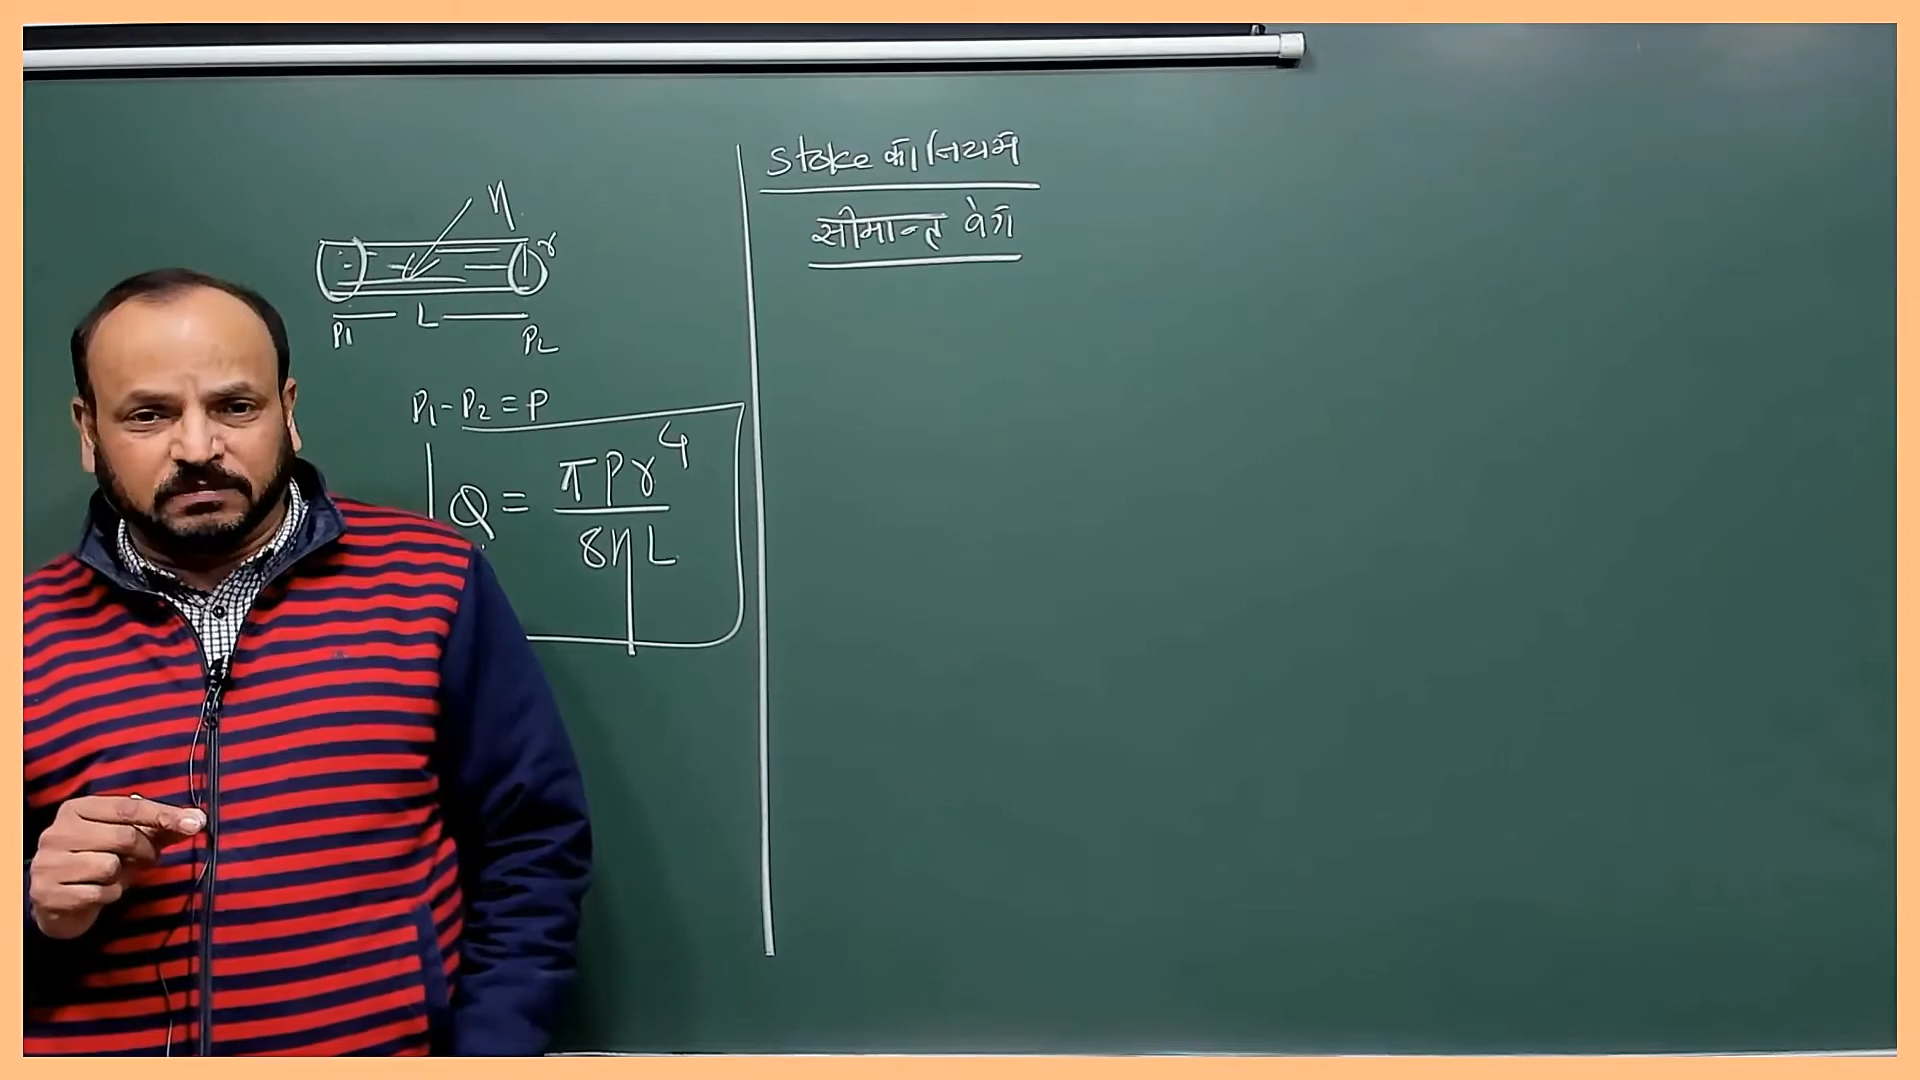 η
r
L
P1
P2
P1 - P2 = P
Q = πPr⁴ / 8ηL
Stoke का नियम
सीमान्त वेग